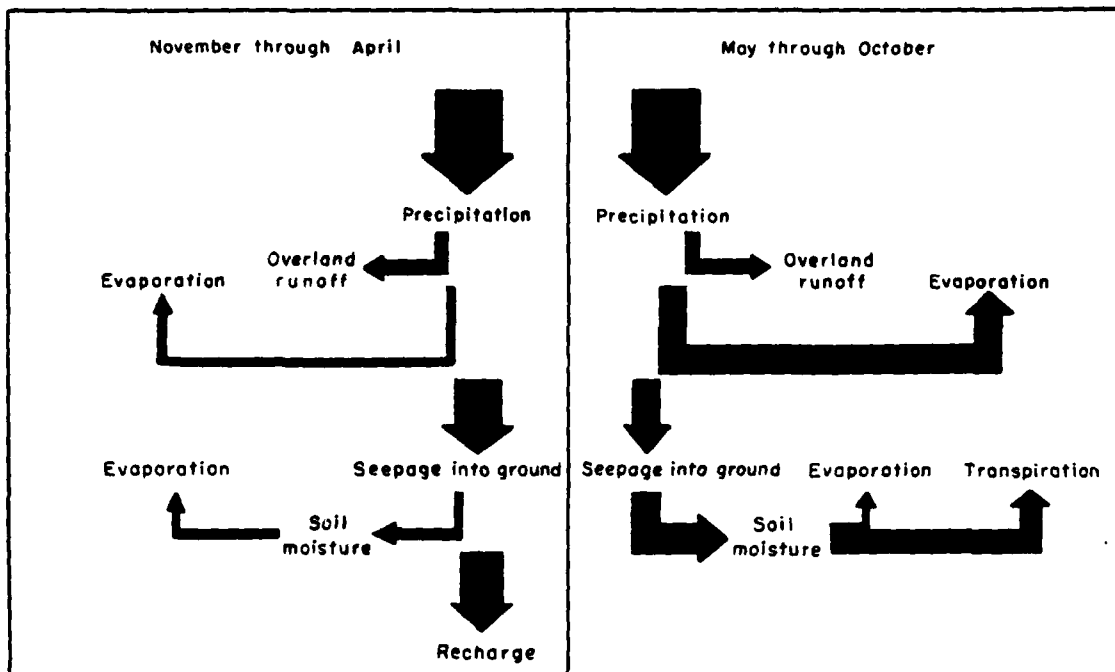 November through April
Precipitation
Overland
runoff
Evaporation
Seepage into ground
Evaporation
Soil
moisture
Recharge
May through October
Precipitation
Overland
runoff
Evaporation
Seepage into ground
Evaporation
Transpiration
Soil
moisture